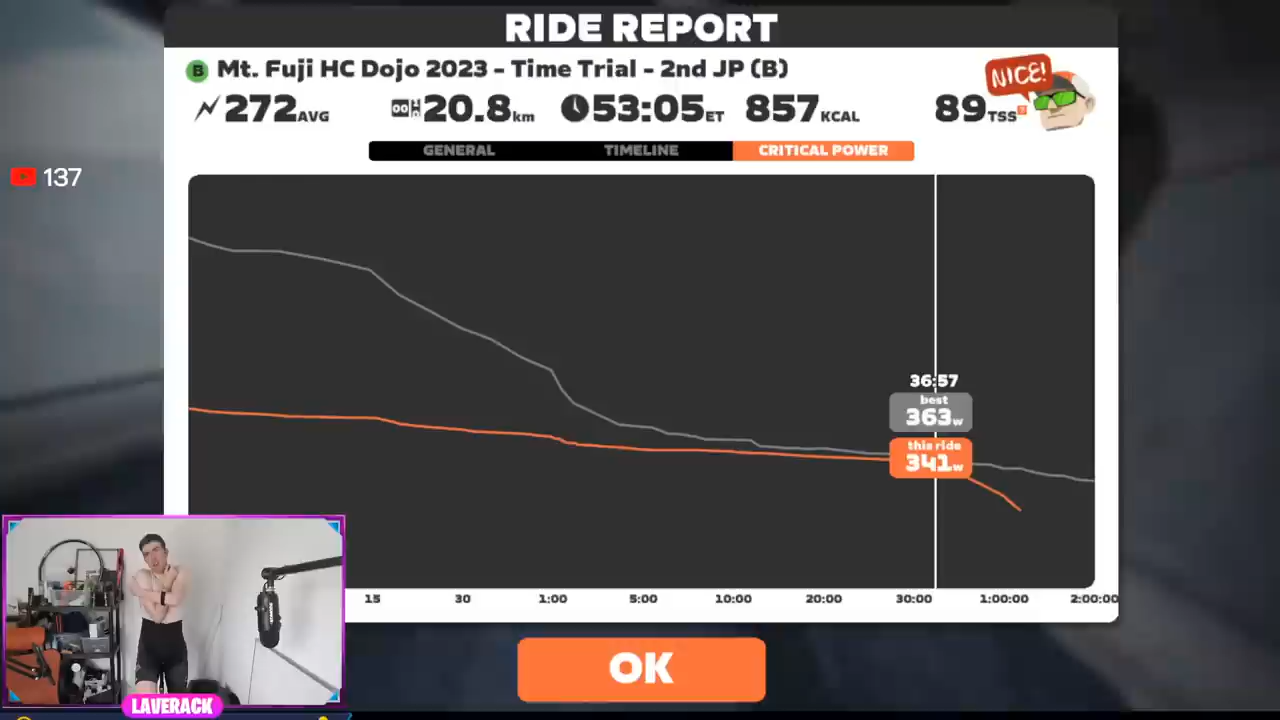 RIDE REPORT
B Mt. Fuji HC Dojo 2023 - Time Trial - 2nd JP (B)
NICE!
272AVG 20.8km 53:05ET 857KCAL 89TSS?
GENERAL TIMELINE CRITICAL POWER
137
36:57
best
363w
this ride
341w
15 30 1:00 5:00 10:00 20:00 30:00 1:00:00 2:00:00
OK
LAVERACK